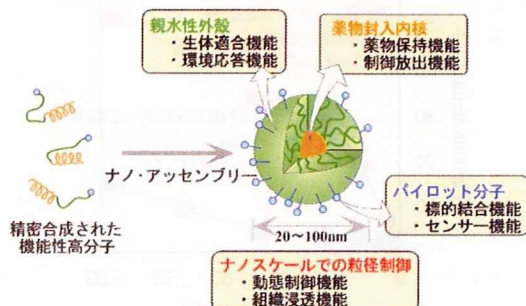 親水性外殻
・生体適合機能
・環境応答機能
薬物封入内核
・薬物保持機能
・制御放出機能
ナノ・アッセンブリー
精密合成された
機能性高分子
パイロット分子
・標的結合機能
・センサー機能
20～100nm
ナノスケールでの粒径制御
・動態制御機能
・組織浸透機能